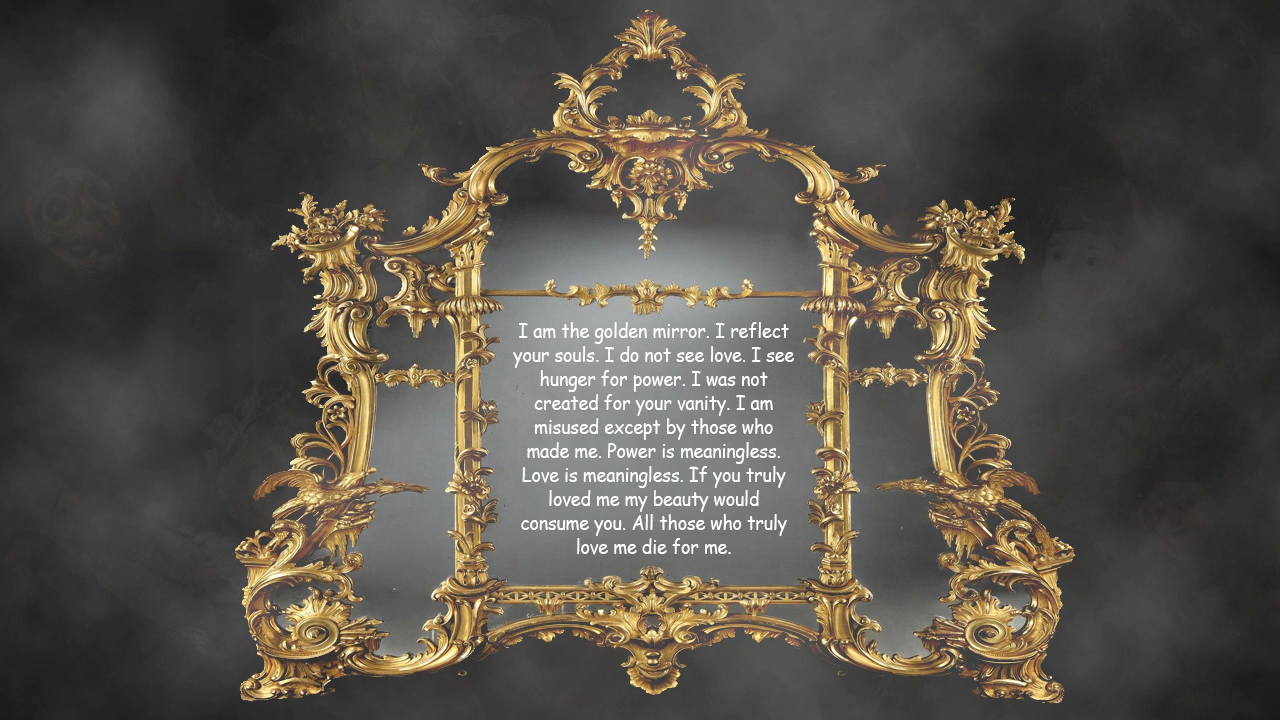 I am the golden mirror. I reflect
your souls. I do not see love. I see
hunger for power. I was not
created for your vanity. I am
misused except by those who
made me. Power is meaningless.
Love is meaningless. If you truly
loved me my beauty would
consume you. All those who truly
love me die for me.